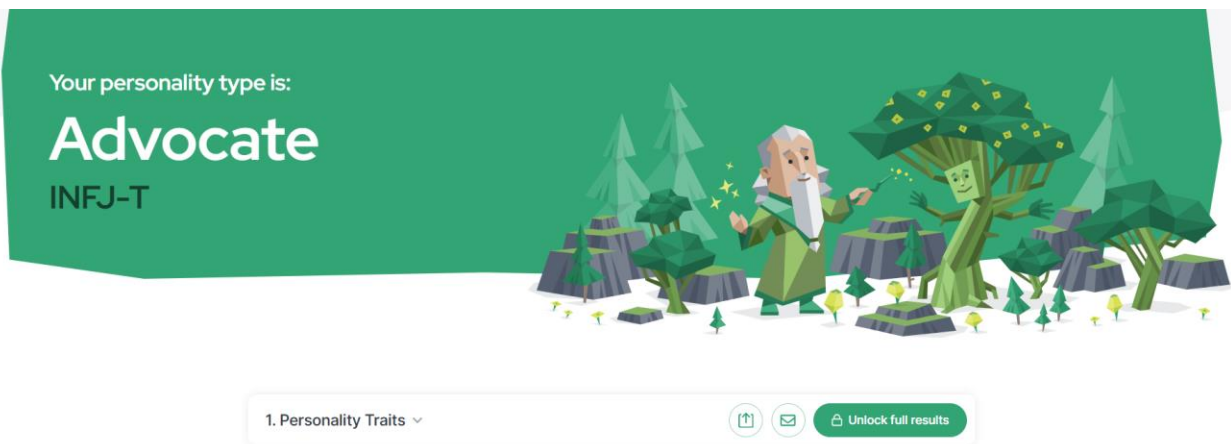 Your personality type is:
Advocate
INFJ-T
1. Personality Traits
Unlock full results